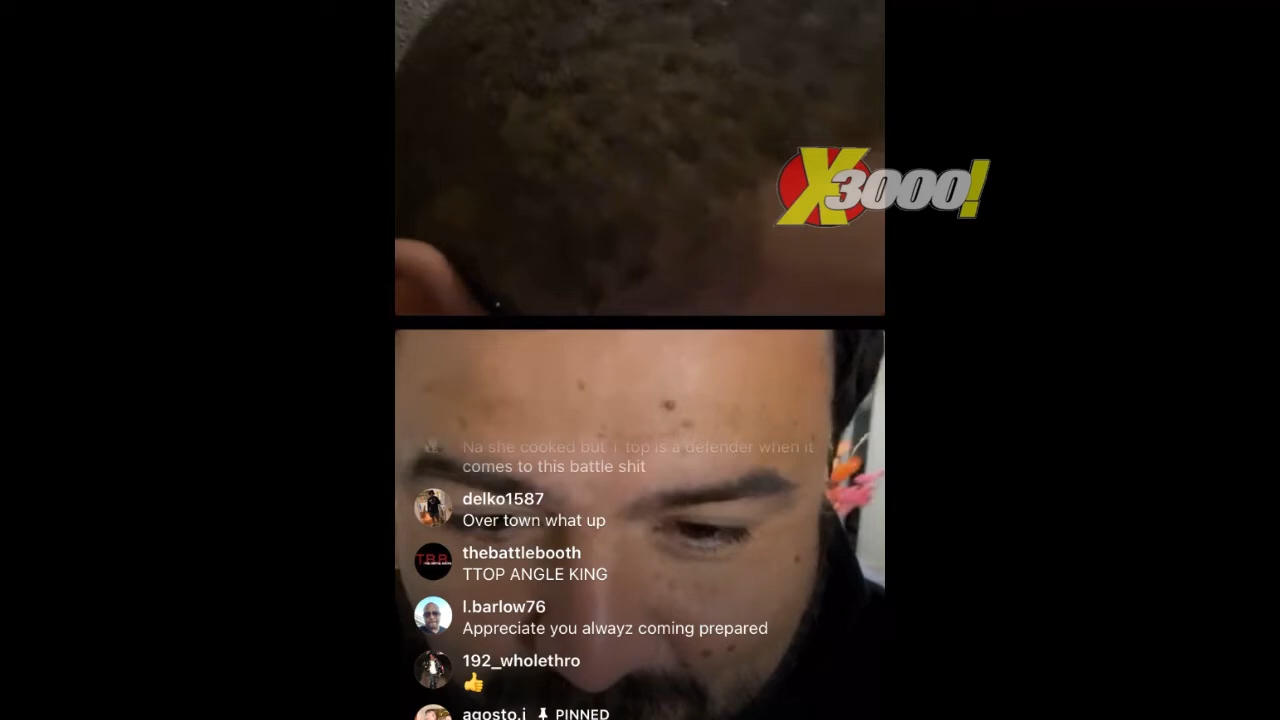 X3000!
Na she cooked but T top is a defender when it
comes to this battle shit
delko1587
Over town what up
thebattlebooth
TBB
TTOP ANGLE KING
l.barlow76
Appreciate you alwayz coming prepared
192_wholethro
👍
agosto.j PINNED